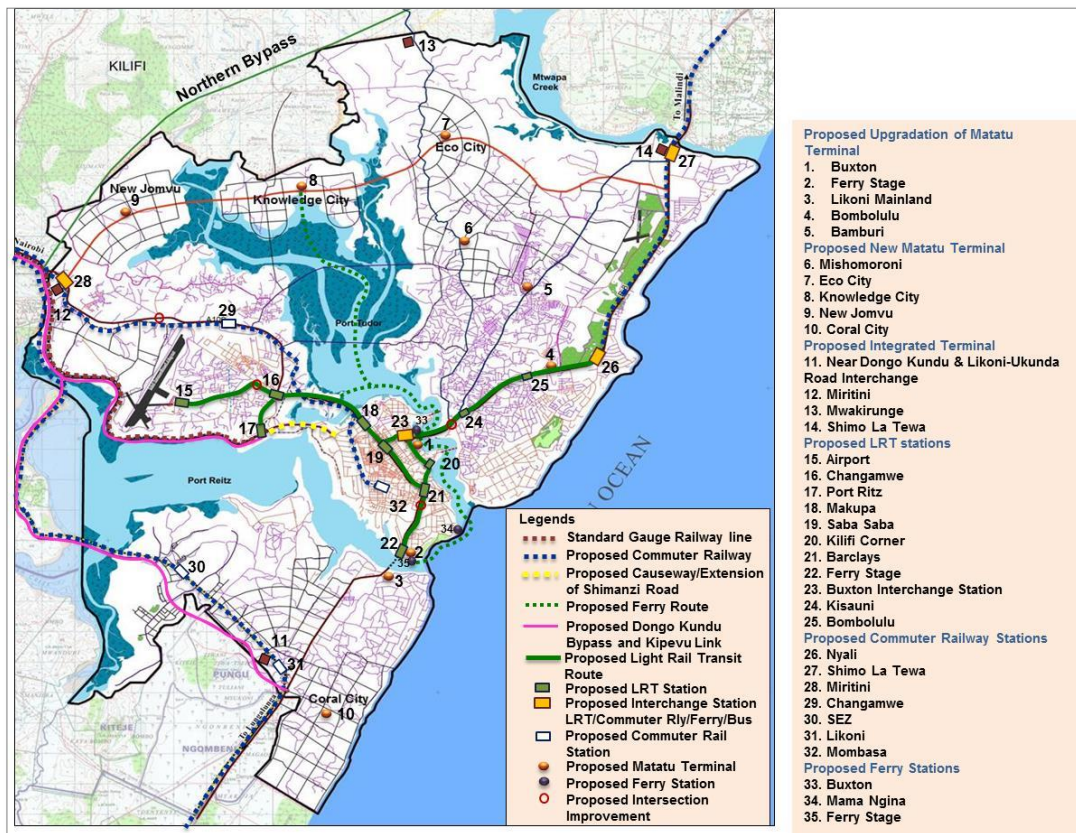 KILIFI
Northern Bypass
13
Mtwapa
Creek
To Malindi
7
Eco City
14
27
New Jomvu
9
8
Knowledge City
6
Nairobi
28
12
29
Port Tudor
5
4
26
25
15
16
17
18
23
33
24
1
19
20
Port Reitz
21
32
OCEAN
34
22
2
35
3
30
11
31
PUNGU
Coral City
10
NGOMBENI
To Lungalunga
Legends
Standard Gauge Railway line
Proposed Commuter Railway
Proposed Causeway/Extension
of Shimanzi Road
Proposed Ferry Route
Proposed Dongo Kundu
Bypass and Kipevu Link
Proposed Light Rail Transit
Route
Proposed LRT Station
Proposed Interchange Station
LRT/Commuter Rly/Ferry/Bus
Proposed Commuter Rail
Station
Proposed Matatu Terminal
Proposed Ferry Station
Proposed Intersection
Improvement
Proposed Upgradation of Matatu
Terminal
1. Buxton
2. Ferry Stage
3. Likoni Mainland
4. Bombolulu
5. Bamburi
Proposed New Matatu Terminal
6. Mishomoroni
7. Eco City
8. Knowledge City
9. New Jomvu
10. Coral City
Proposed Integrated Terminal
11. Near Dongo Kundu & Likoni-Ukunda
Road Interchange
12. Miritini
13. Mwakirunge
14. Shimo La Tewa
Proposed LRT stations
15. Airport
16. Changamwe
17. Port Ritz
18. Makupa
19. Saba Saba
20. Kilifi Corner
21. Barclays
22. Ferry Stage
23. Buxton Interchange Station
24. Kisauni
25. Bombolulu
Proposed Commuter Railway Stations
26. Nyali
27. Shimo La Tewa
28. Miritini
29. Changamwe
30. SEZ
31. Likoni
32. Mombasa
Proposed Ferry Stations
33. Buxton
34. Mama Ngina
35. Ferry Stage